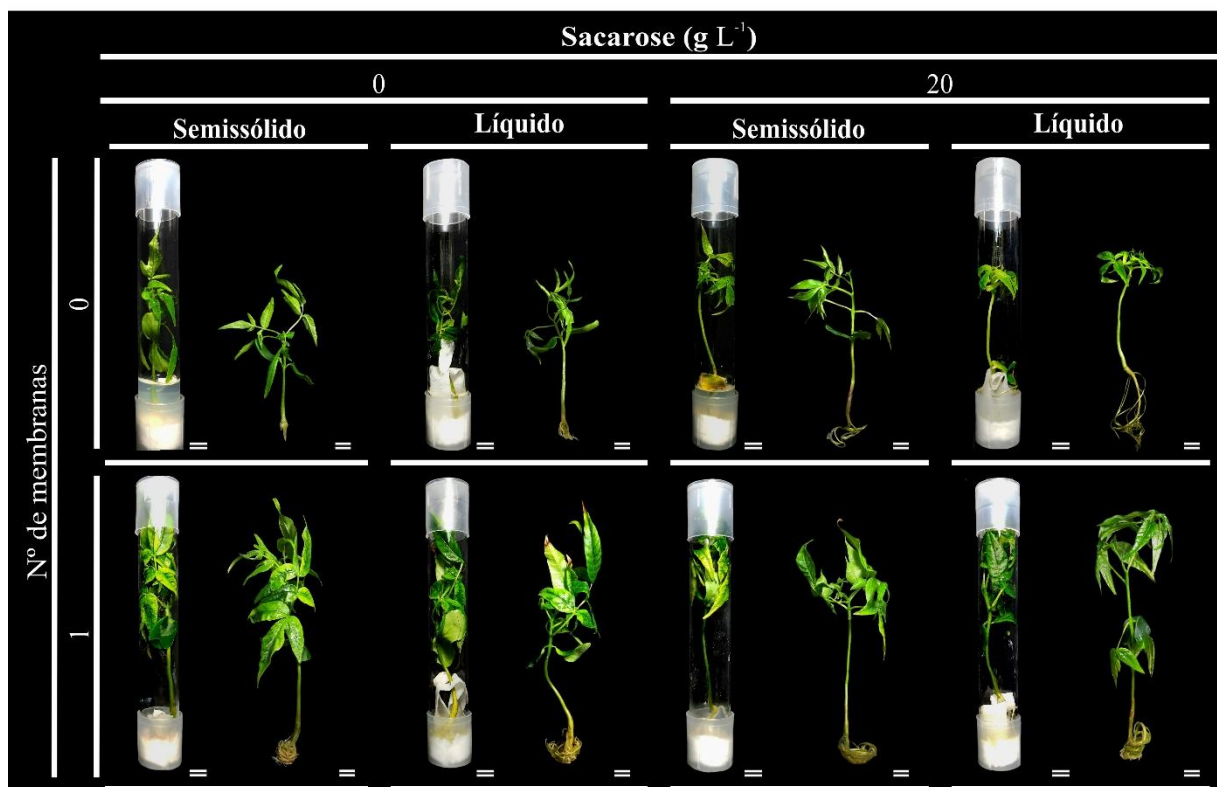 Sacarose (g L⁻¹)
0 20
Semissólido Líquido Semissólido Líquido
Nº de membranas
0
1